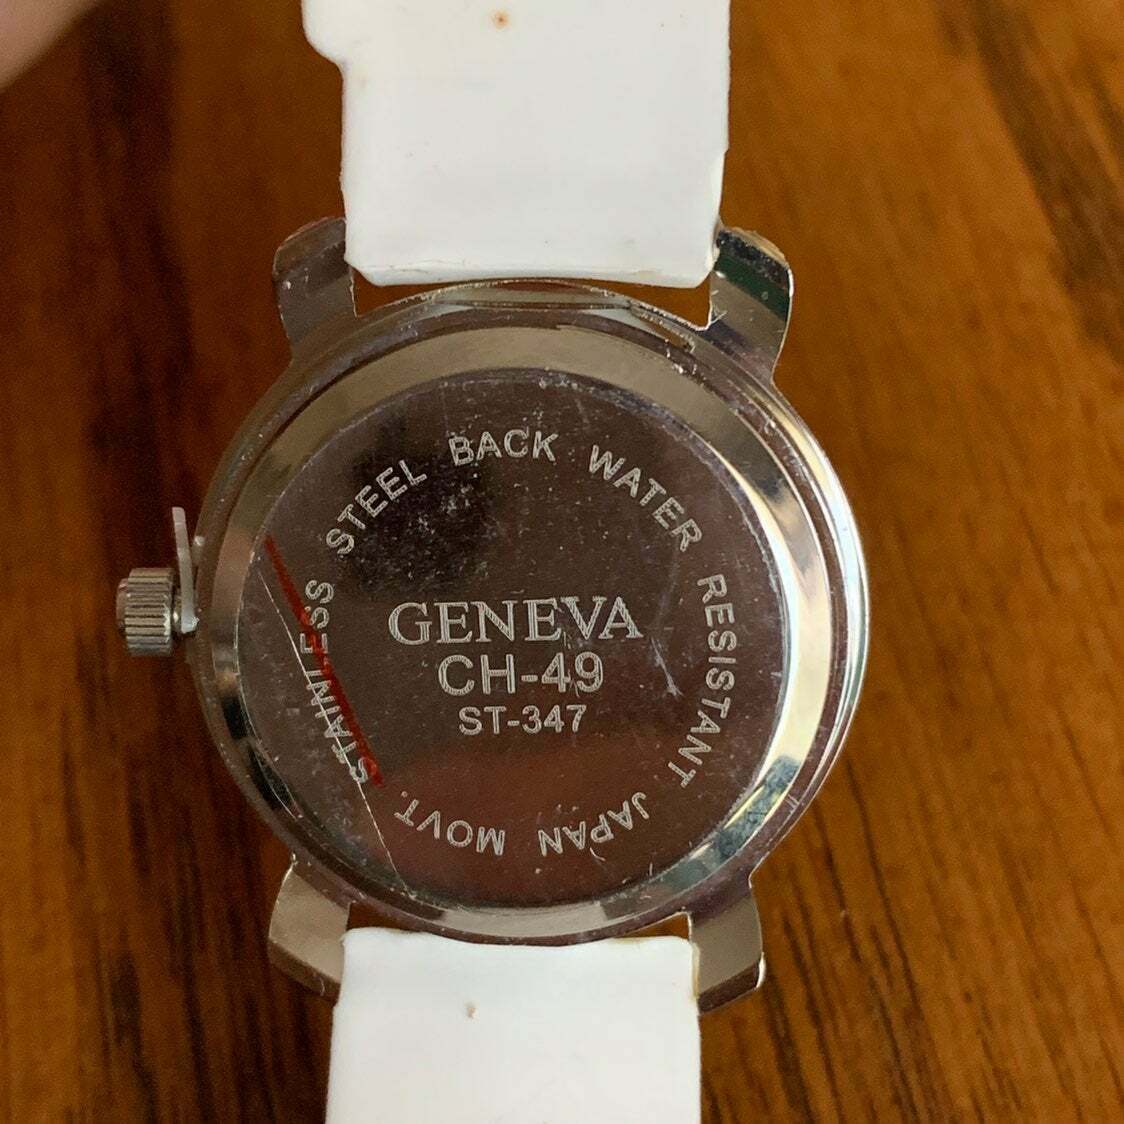 STAINLESS STEEL BACK WATER RESISTANT JAPAN MOVT.
GENEVA
CH-49
ST-347